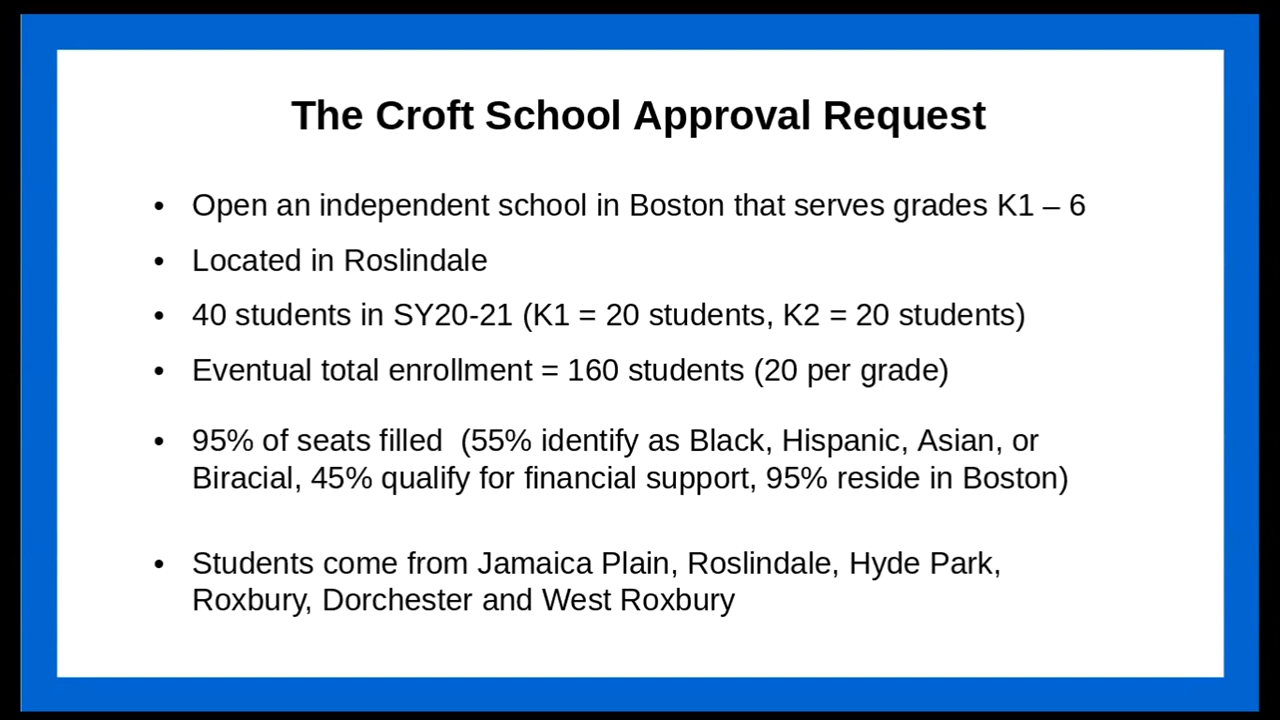 The Croft School Approval Request
• Open an independent school in Boston that serves grades K1 – 6
• Located in Roslindale
• 40 students in SY20-21 (K1 = 20 students, K2 = 20 students)
• Eventual total enrollment = 160 students (20 per grade)
• 95% of seats filled  (55% identify as Black, Hispanic, Asian, or
Biracial, 45% qualify for financial support, 95% reside in Boston)
• Students come from Jamaica Plain, Roslindale, Hyde Park,
Roxbury, Dorchester and West Roxbury